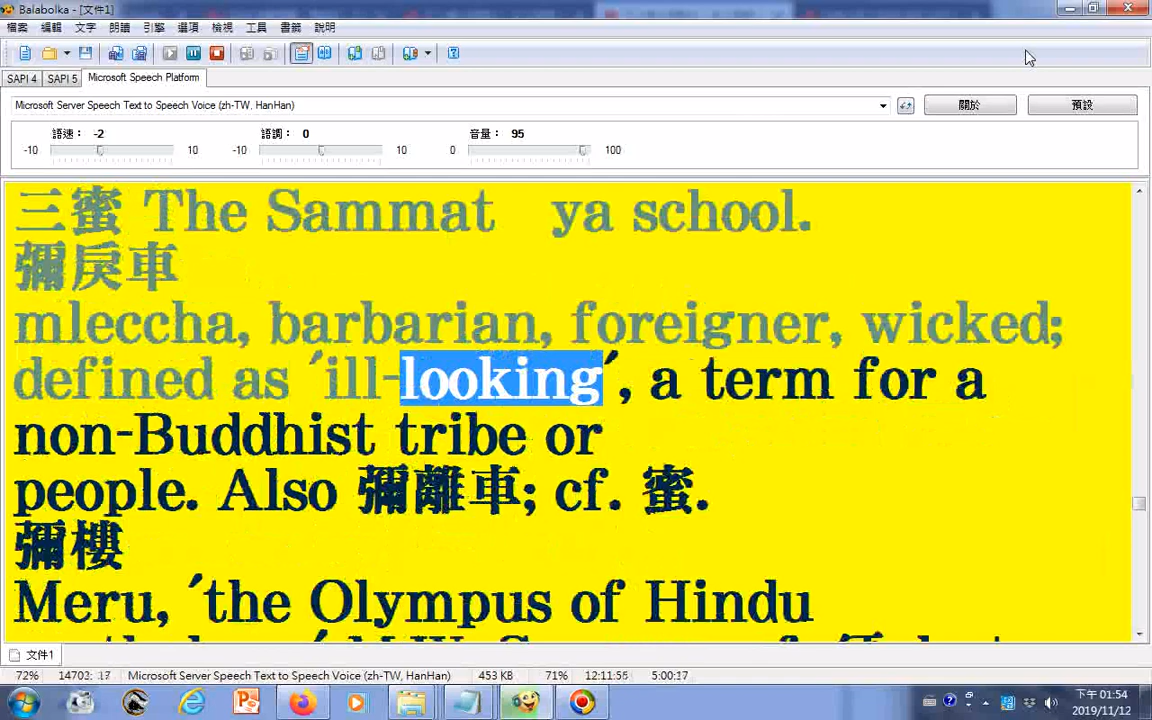 Balabolka - [文件1]
檔案 編輯 文字 朗讀 引擎 選項 檢視 工具 書籤 說明
SAPI 4 SAPI 5 Microsoft Speech Platform
Microsoft Server Speech Text to Speech Voice (zh-TW, HanHan) 關於 預設
語速: -2 語調: 0 音量: 95
-10 10 -10 10 0 100
三蜜 The Sammat ya school.
彌戾車
mleccha, barbarian, foreigner, wicked;
defined as ´ill-looking´, a term for a
non-Buddhist tribe or
people. Also 彌離車; cf. 蜜.
彌樓
Meru, ´the Olympus of Hindu
文件1
72% 14702: 17 Microsoft Server Speech Text to Speech Voice (zh-TW, HanHan) 453 KB 71% 12:11:56 5:00:17
下午 01:54
2019/11/12